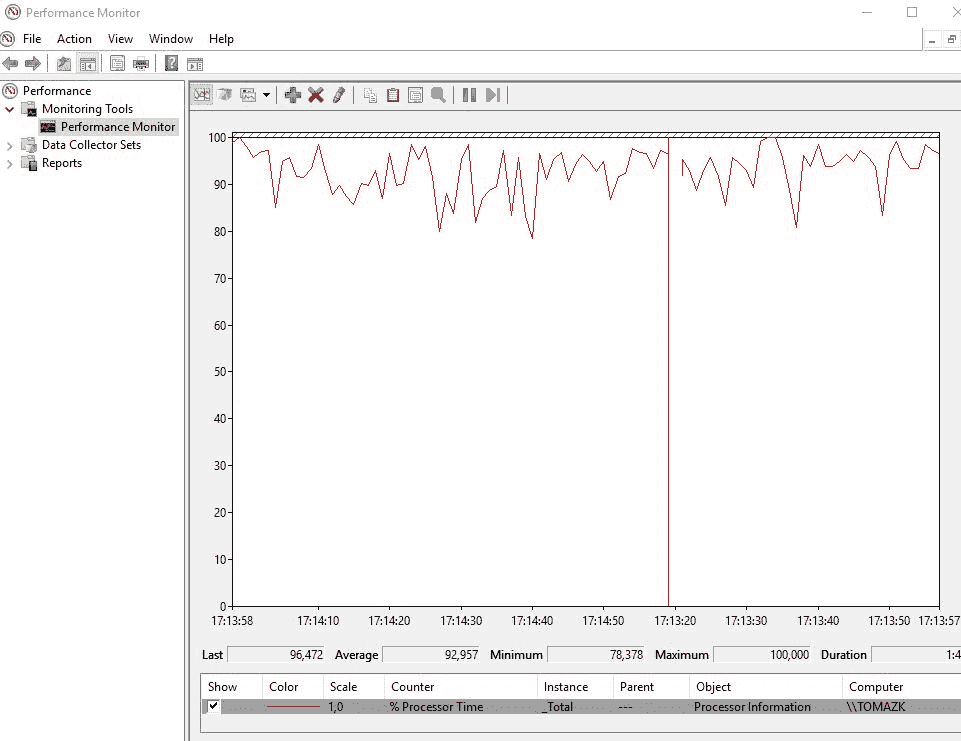 Performance Monitor
File Action View Window Help
Performance
Monitoring Tools
Performance Monitor
Data Collector Sets
Reports
100
90
80
70
60
50
40
30
20
10
0
17:13:58 17:14:10 17:14:20 17:14:30 17:14:40 17:14:50 17:13:20 17:13:30 17:13:40 17:13:50 17:13:57
Last 96,472 Average 92,957 Minimum 78,378 Maximum 100,000 Duration 1:4
Show Color Scale Counter Instance Parent Object Computer
1,0 % Processor Time _Total --- Processor Information \\TOMAZK